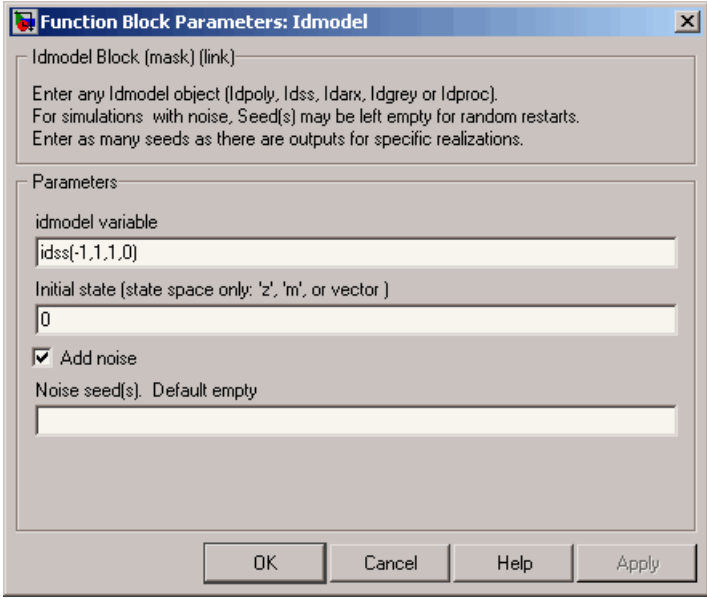 Function Block Parameters: Idmodel
Idmodel Block (mask) (link)
Enter any Idmodel object (Idpoly, Idss, Idarx, Idgrey or Idproc).
For simulations  with noise, Seed(s) may be left empty for random restarts.
Enter as many seeds as there are outputs for specific realizations.
Parameters
idmodel variable
idss(-1,1,1,0)
Initial state (state space only: 'z', 'm', or vector )
0
Add noise
Noise seed(s).  Default empty
OK Cancel Help Apply